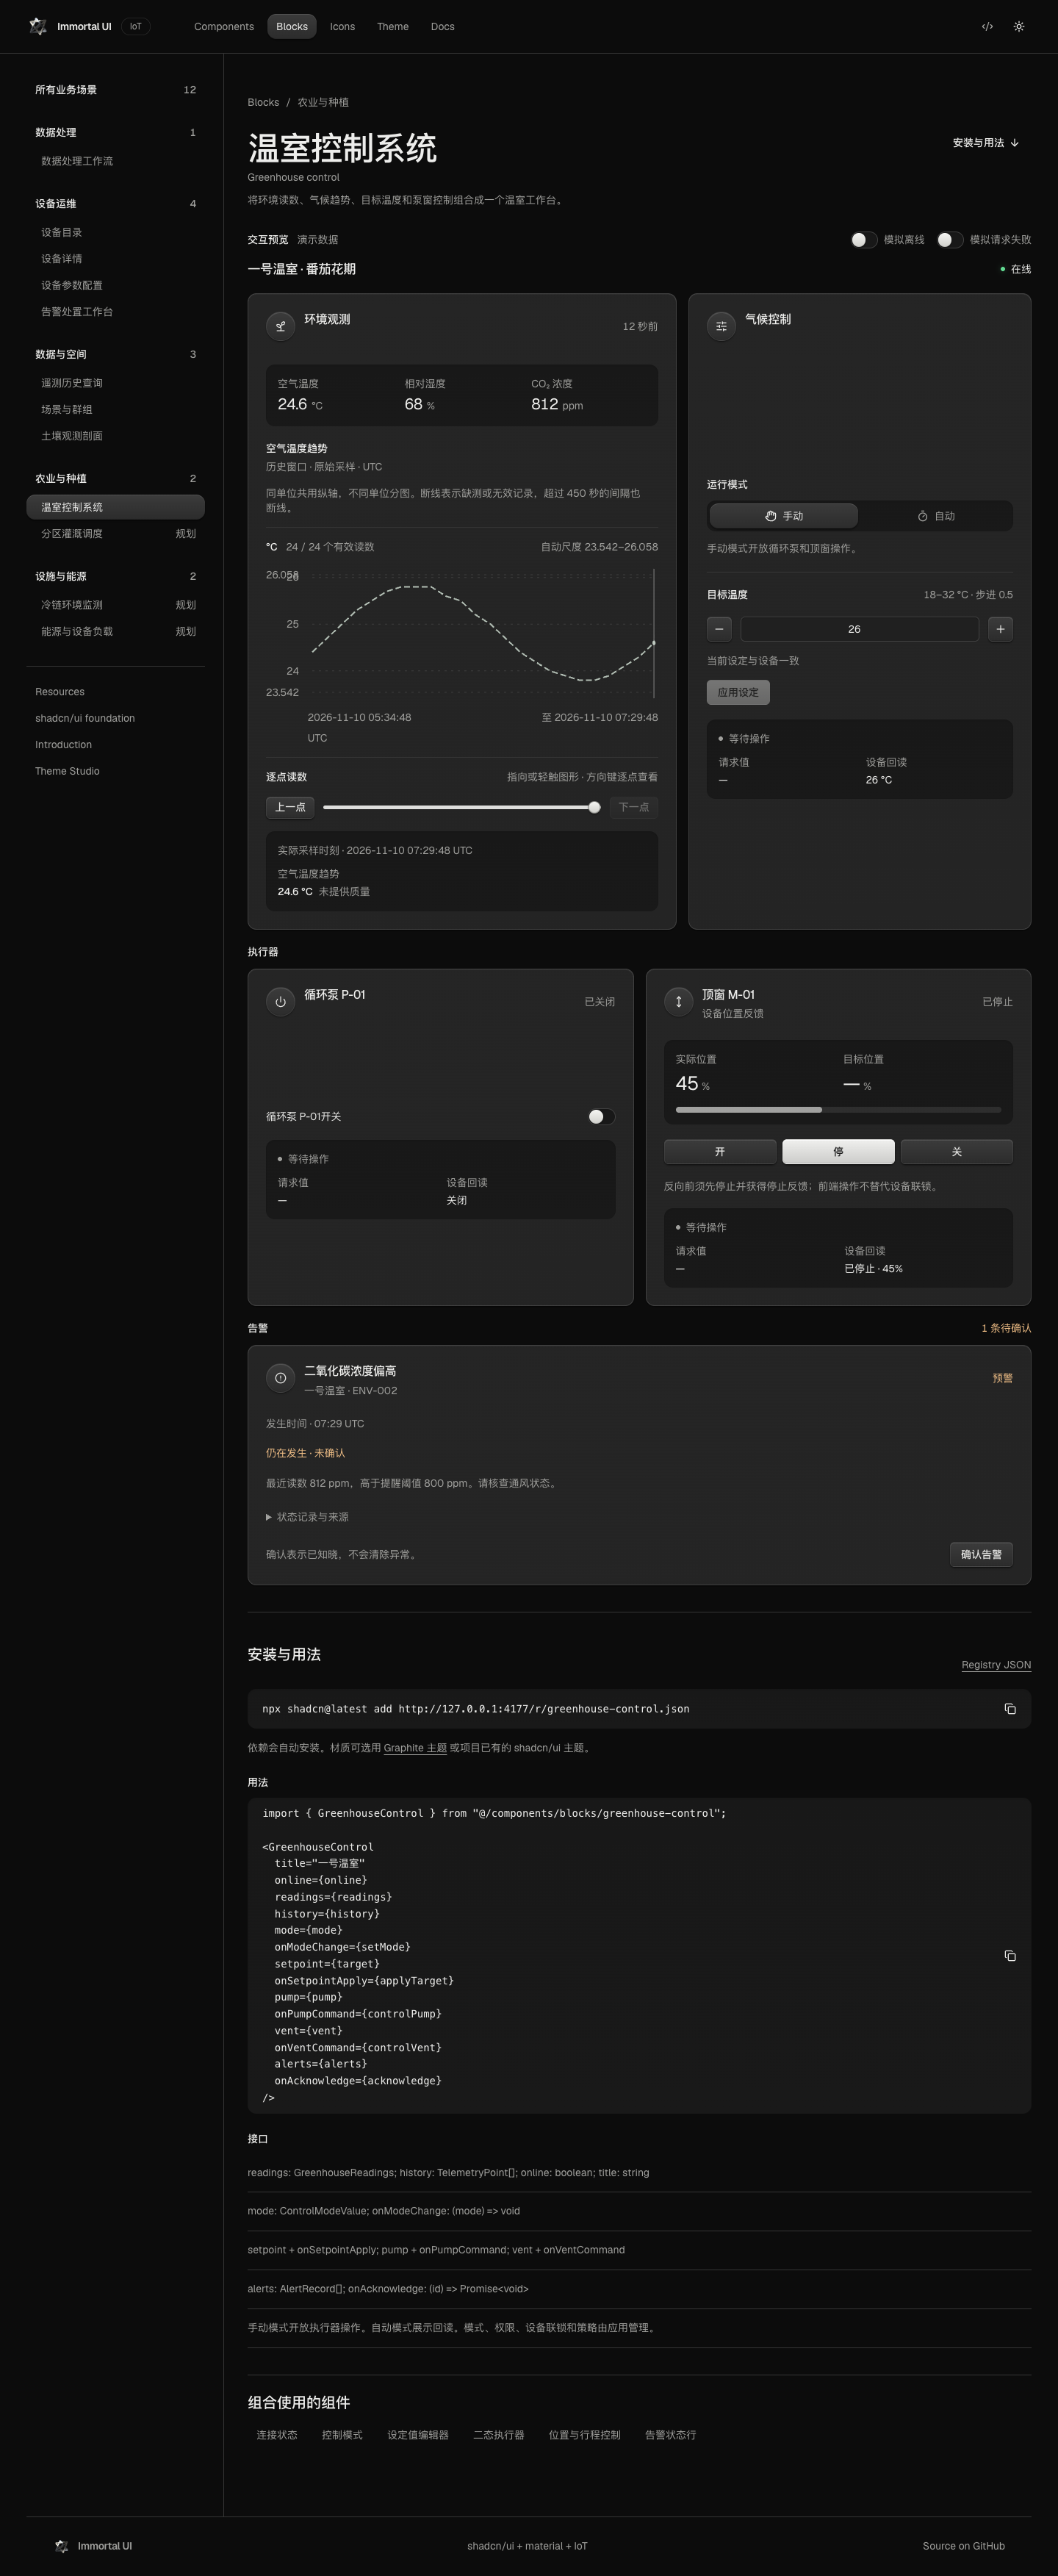 Immortal UI
IoT
Components
Blocks
Icons
Theme
Docs
所有业务场景 12
数据处理 1
数据处理工作流
设备运维 4
设备目录
设备详情
设备参数配置
告警处置工作台
数据与空间 3
遥测历史查询
场景与群组
土壤观测剖面
农业与种植 2
温室控制系统
分区灌溉调度 规划
设施与能源 2
冷链环境监测 规划
能源与设备负载 规划
Resources
shadcn/ui foundation
Introduction
Theme Studio
Blocks / 农业与种植
温室控制系统
安装与用法 ↓
Greenhouse control
将环境读数、气候趋势、目标温度和泵窗控制组合成一个温室工作台。
交互预览 演示数据
模拟离线 模拟请求失败
一号温室 · 番茄花期
在线
环境观测
12 秒前
空气温度 相对湿度 CO₂ 浓度
24.6 °C 68 % 812 ppm
空气温度趋势
历史窗口 · 原始采样 · UTC
同单位共用纵轴，不同单位分图。断线表示缺测或无效记录，超过 450 秒的间隔也
断线。
°C 24 / 24 个有效读数 自动尺度 23.542–26.058
26.058
26
25
24
23.542
2026-11-10 05:34:48 至 2026-11-10 07:29:48
UTC
逐点读数 指向或轻触图形 · 方向键逐点查看
上一点 下一点
实际采样时刻 · 2026-11-10 07:29:48 UTC
空气温度趋势
24.6 °C 未提供质量
气候控制
运行模式
手动 自动
手动模式开放循环泵和顶窗操作。
目标温度 18–32 °C · 步进 0.5
− 26 +
当前设定与设备一致
应用设定
等待操作
请求值 设备回读
— 26 °C
执行器
循环泵 P-01
已关闭
循环泵 P-01开关
等待操作
请求值 设备回读
— 关闭
顶窗 M-01
设备位置反馈
已停止
实际位置 目标位置
45 % — %
开 停 关
反向前须先停止并获得停止反馈；前端操作不替代设备联锁。
等待操作
请求值 设备回读
— 已停止 · 45%
告警 1 条待确认
二氧化碳浓度偏高
一号温室 · ENV-002
预警
发生时间 · 07:29 UTC
仍在发生 · 未确认
最近读数 812 ppm，高于提醒阈值 800 ppm。请核查通风状态。
▶ 状态记录与来源
确认表示已知晓，不会清除异常。
确认告警
安装与用法
Registry JSON
npx shadcn@latest add http://127.0.0.1:4177/r/greenhouse-control.json
依赖会自动安装。材质可选用 Graphite 主题 或项目已有的 shadcn/ui 主题。
用法
import { GreenhouseControl } from "@/components/blocks/greenhouse-control";
<GreenhouseControl
title="一号温室"
online={online}
readings={readings}
history={history}
mode={mode}
onModeChange={setMode}
setpoint={target}
onSetpointApply={applyTarget}
pump={pump}
onPumpCommand={controlPump}
vent={vent}
onVentCommand={controlVent}
alerts={alerts}
onAcknowledge={acknowledge}
/>
接口
readings: GreenhouseReadings; history: TelemetryPoint[]; online: boolean; title: string
mode: ControlModeValue; onModeChange: (mode) => void
setpoint + onSetpointApply; pump + onPumpCommand; vent + onVentCommand
alerts: AlertRecord[]; onAcknowledge: (id) => Promise<void>
手动模式开放执行器操作。自动模式展示回读。模式、权限、设备联锁和策略由应用管理。
组合使用的组件
连接状态 控制模式 设定值编辑器 二态执行器 位置与行程控制 告警状态行
Immortal UI
shadcn/ui + material + IoT
Source on GitHub